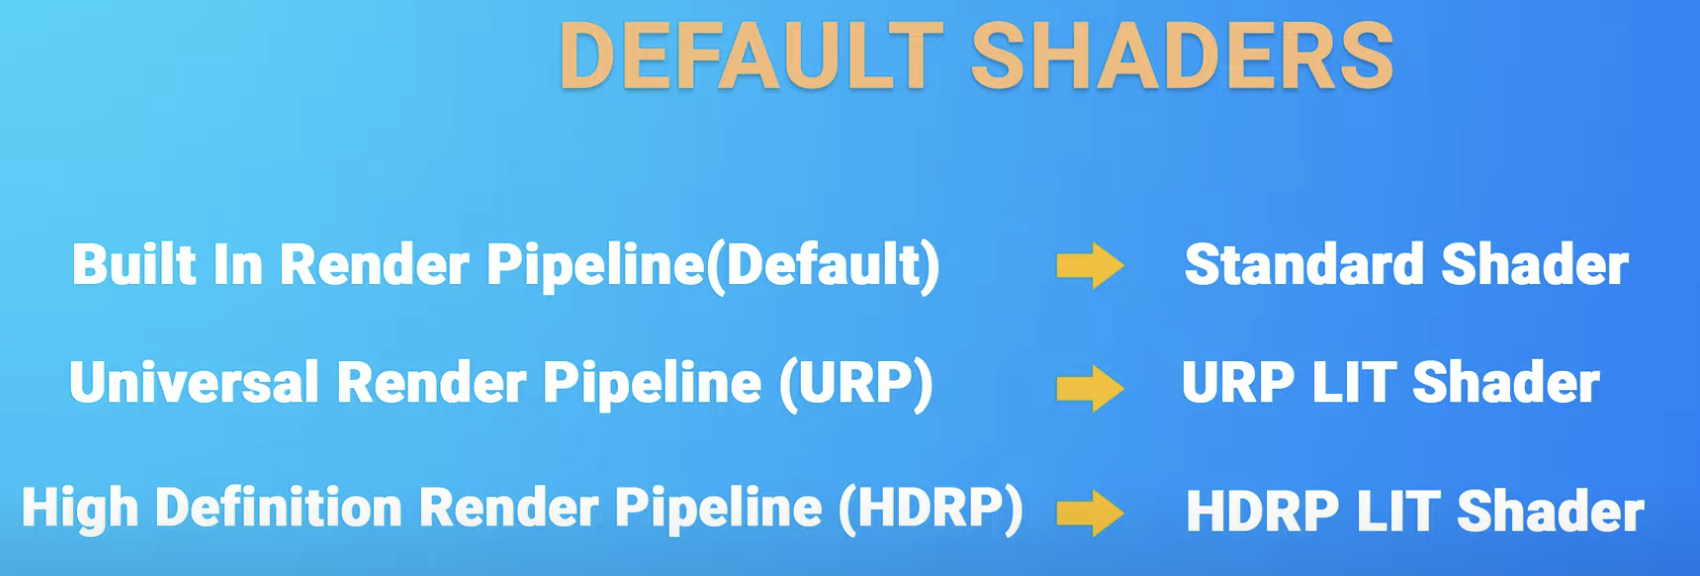 DEFAULT SHADERS
Built In Render Pipeline(Default) Standard Shader
Universal Render Pipeline (URP) URP LIT Shader
High Definition Render Pipeline (HDRP) HDRP LIT Shader